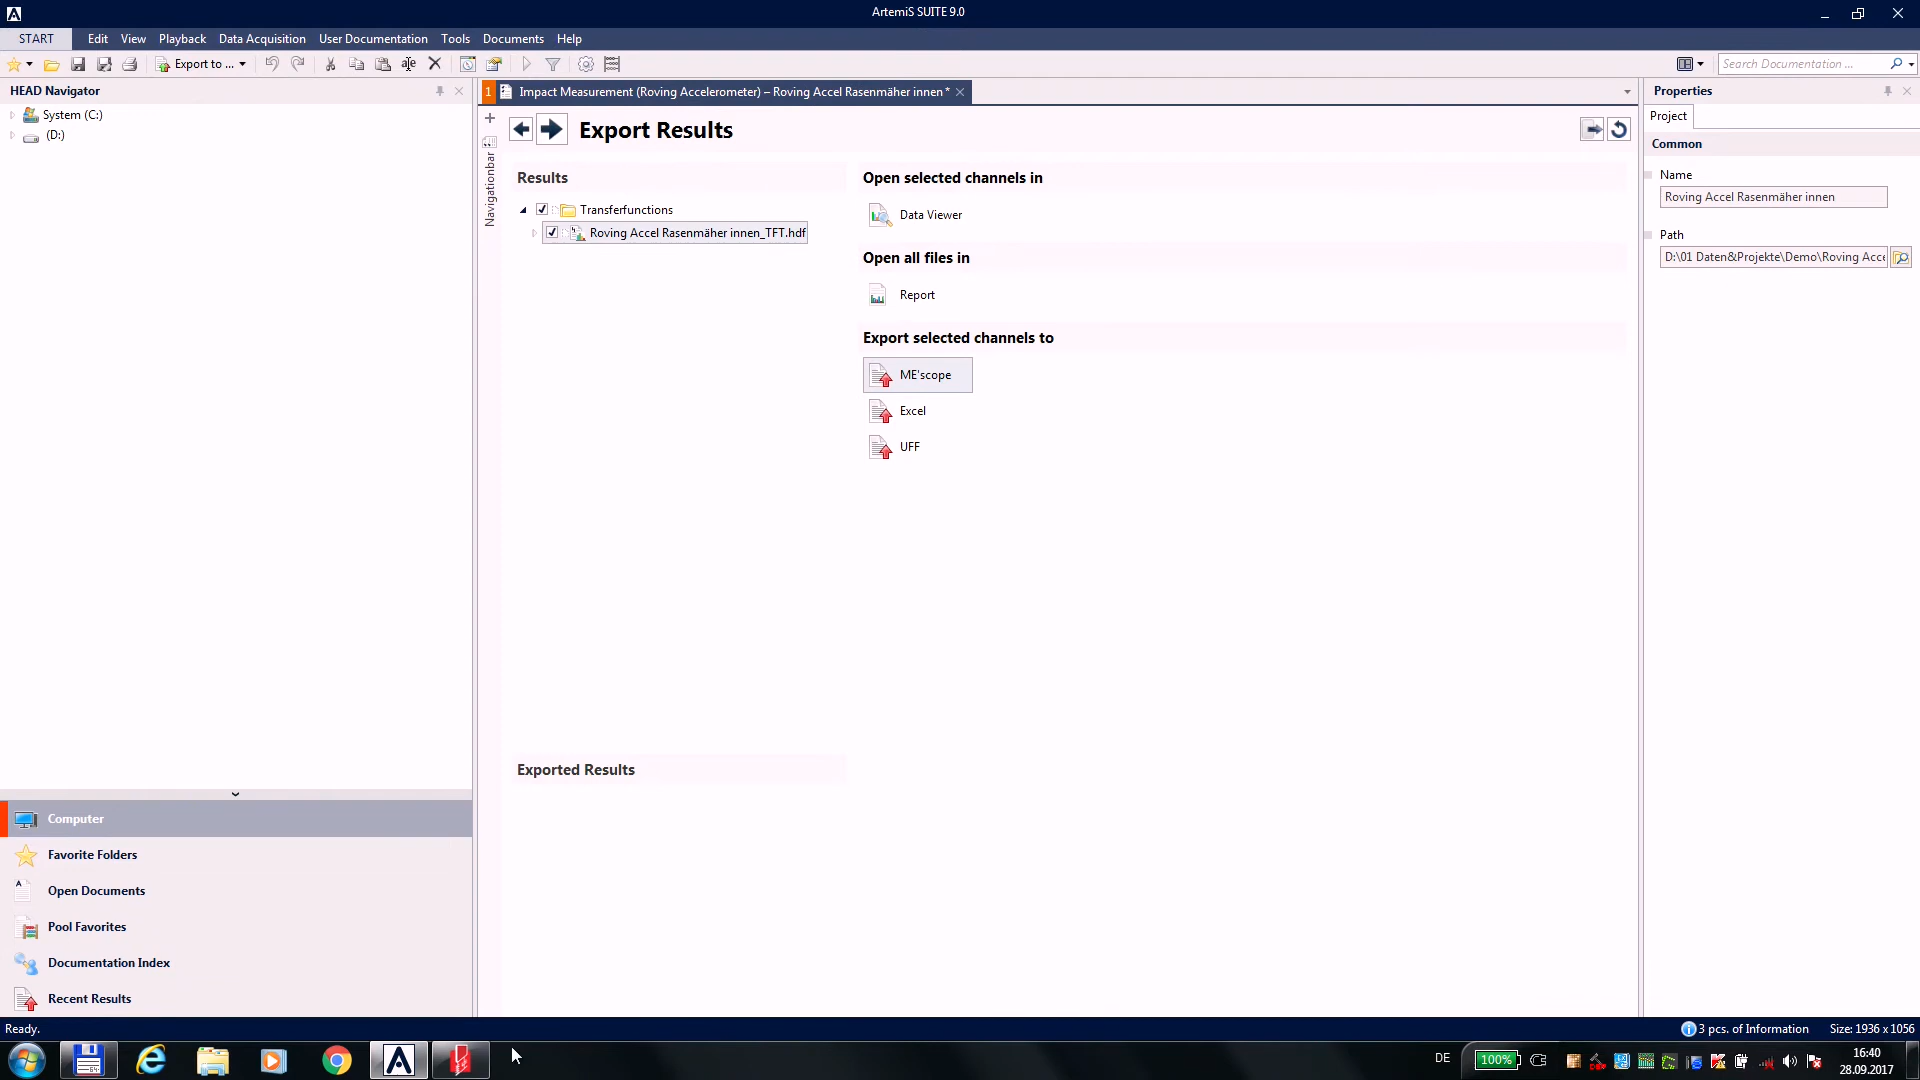 ArtemiS SUITE 9.0
START Edit View Playback Data Acquisition User Documentation Tools Documents Help
Export to ... Search Documentation ...
HEAD Navigator
System (C:)
(D:)
1 Impact Measurement (Roving Accelerometer) – Roving Accel Rasenmäher innen*
Navigationbar
Export Results
Results
Transferfunctions
Roving Accel Rasenmäher innen_TFT.hdf
Open selected channels in
Data Viewer
Open all files in
Report
Export selected channels to
ME'scope
Excel
UFF
Exported Results
Properties
Project
Common
Name
Roving Accel Rasenmäher innen
Path
D:\01 Daten&Projekte\Demo\Roving Acce
Computer
Favorite Folders
Open Documents
Pool Favorites
Documentation Index
Recent Results
Ready.
3 pcs. of Information Size: 1936 x 1056
64
DE 100% 16:40
28.09.2017